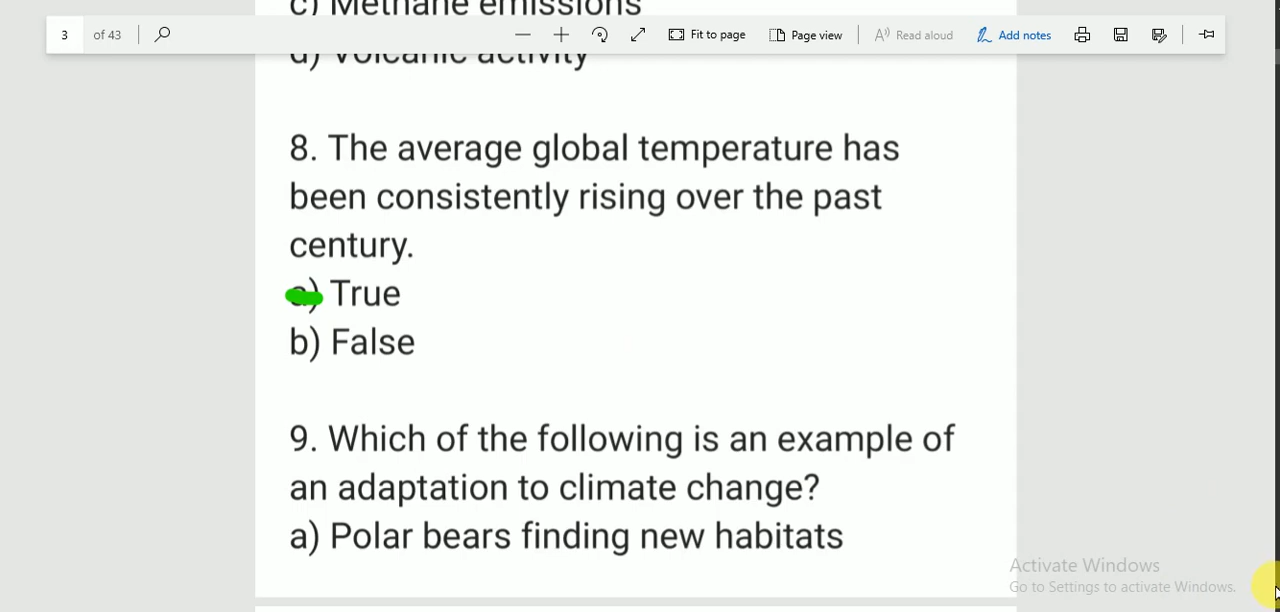 c) Methane emissions
3 of 43 Fit to page Page view Read aloud Add notes
d) Volcanic activity
8. The average global temperature has
been consistently rising over the past
century.
a) True
b) False
9. Which of the following is an example of
an adaptation to climate change?
a) Polar bears finding new habitats
Activate Windows
Go to Settings to activate Windows.